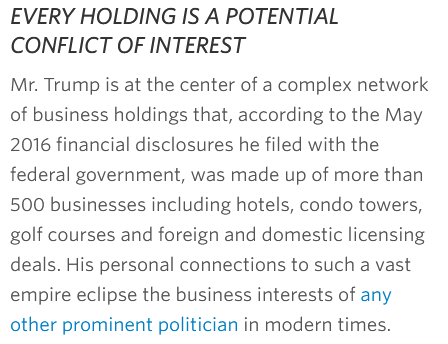 EVERY HOLDING IS A POTENTIAL
CONFLICT OF INTEREST
Mr. Trump is at the center of a complex network
of business holdings that, according to the May
2016 financial disclosures he filed with the
federal government, was made up of more than
500 businesses including hotels, condo towers,
golf courses and foreign and domestic licensing
deals. His personal connections to such a vast
empire eclipse the business interests of any
other prominent politician in modern times.